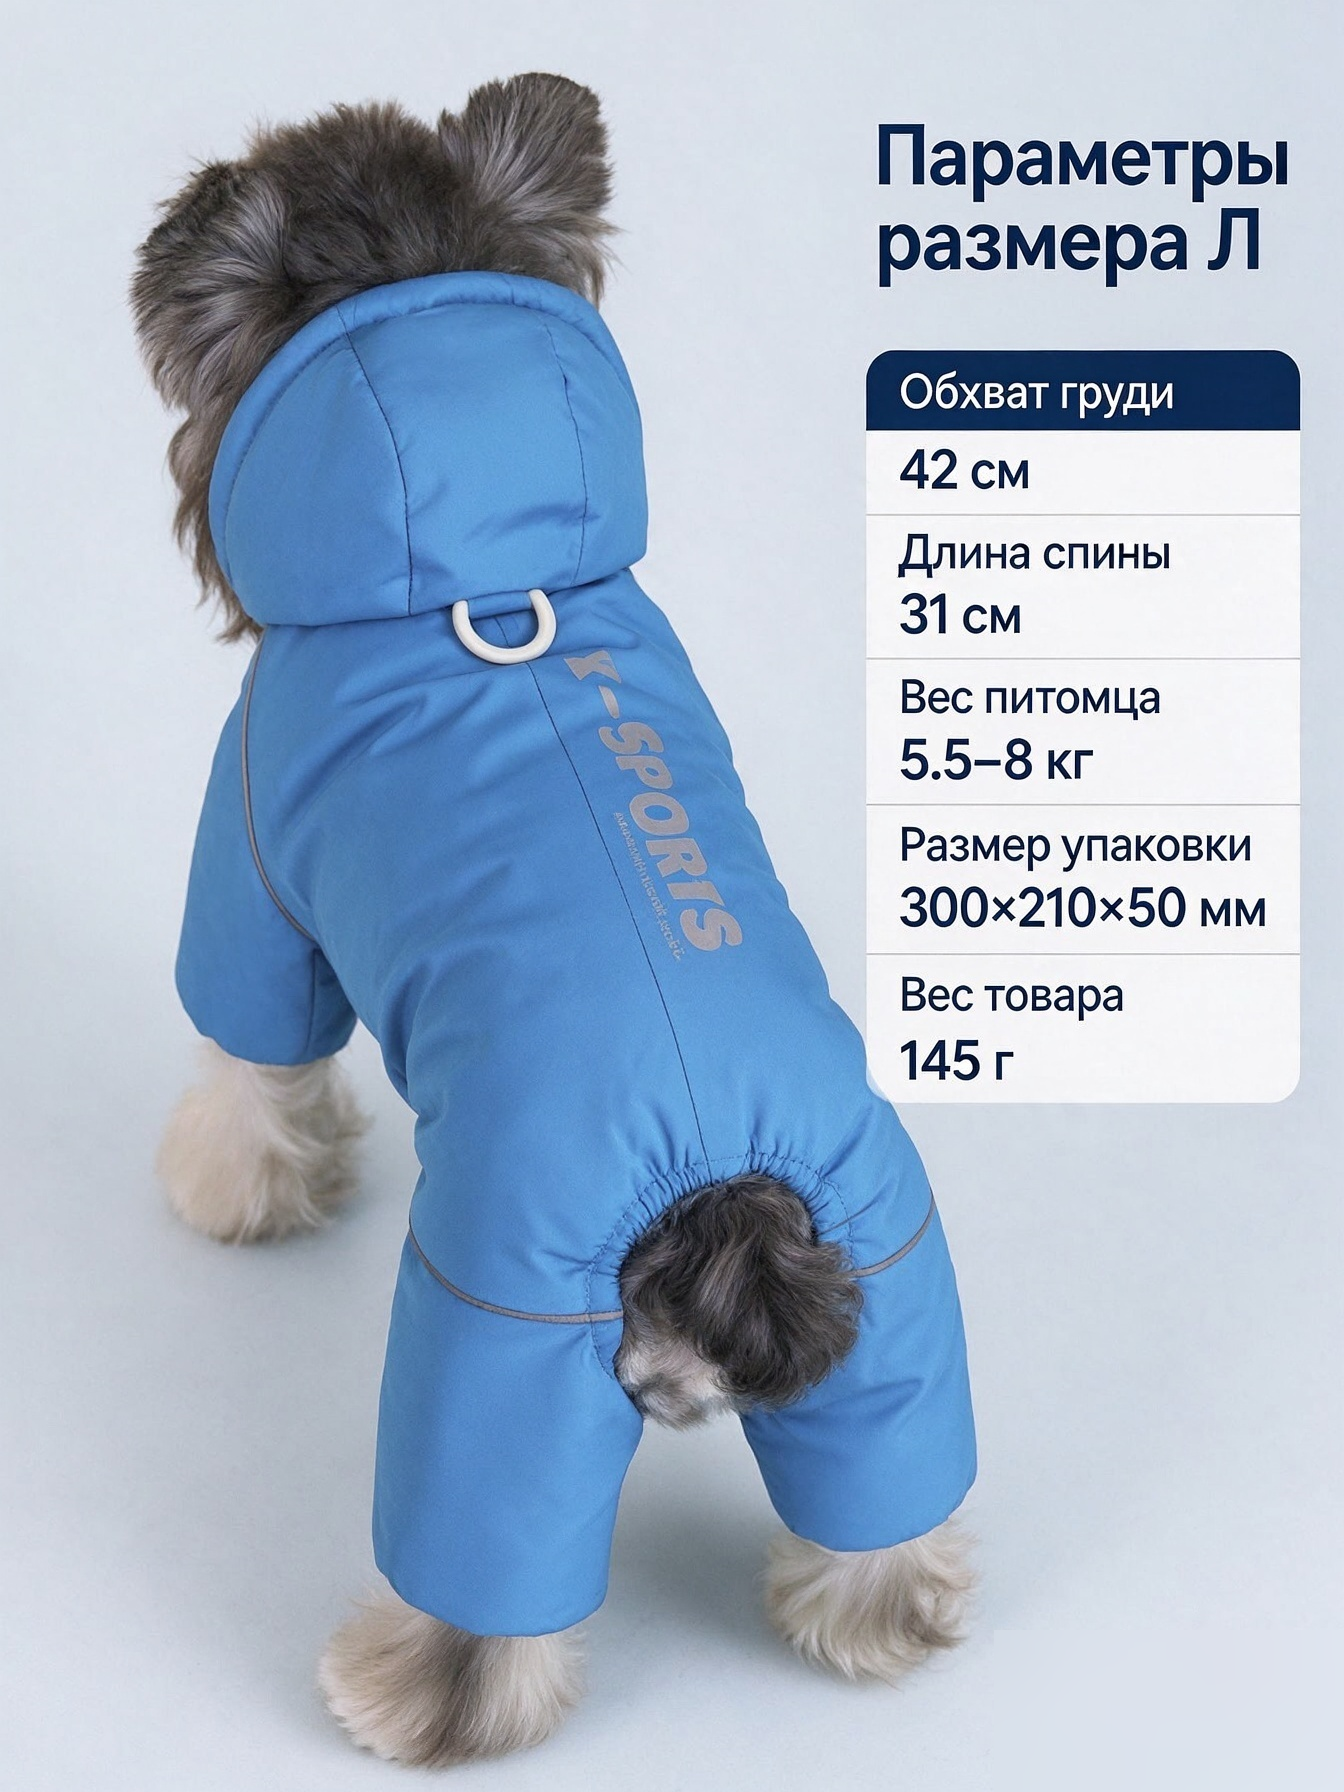 Параметры
размера Л
Обхват груди
42 см
Длина спины
31 см
Вес питомца
5.5–8 кг
Размер упаковки
300×210×50 мм
Вес товара
145 г
-SPORTS